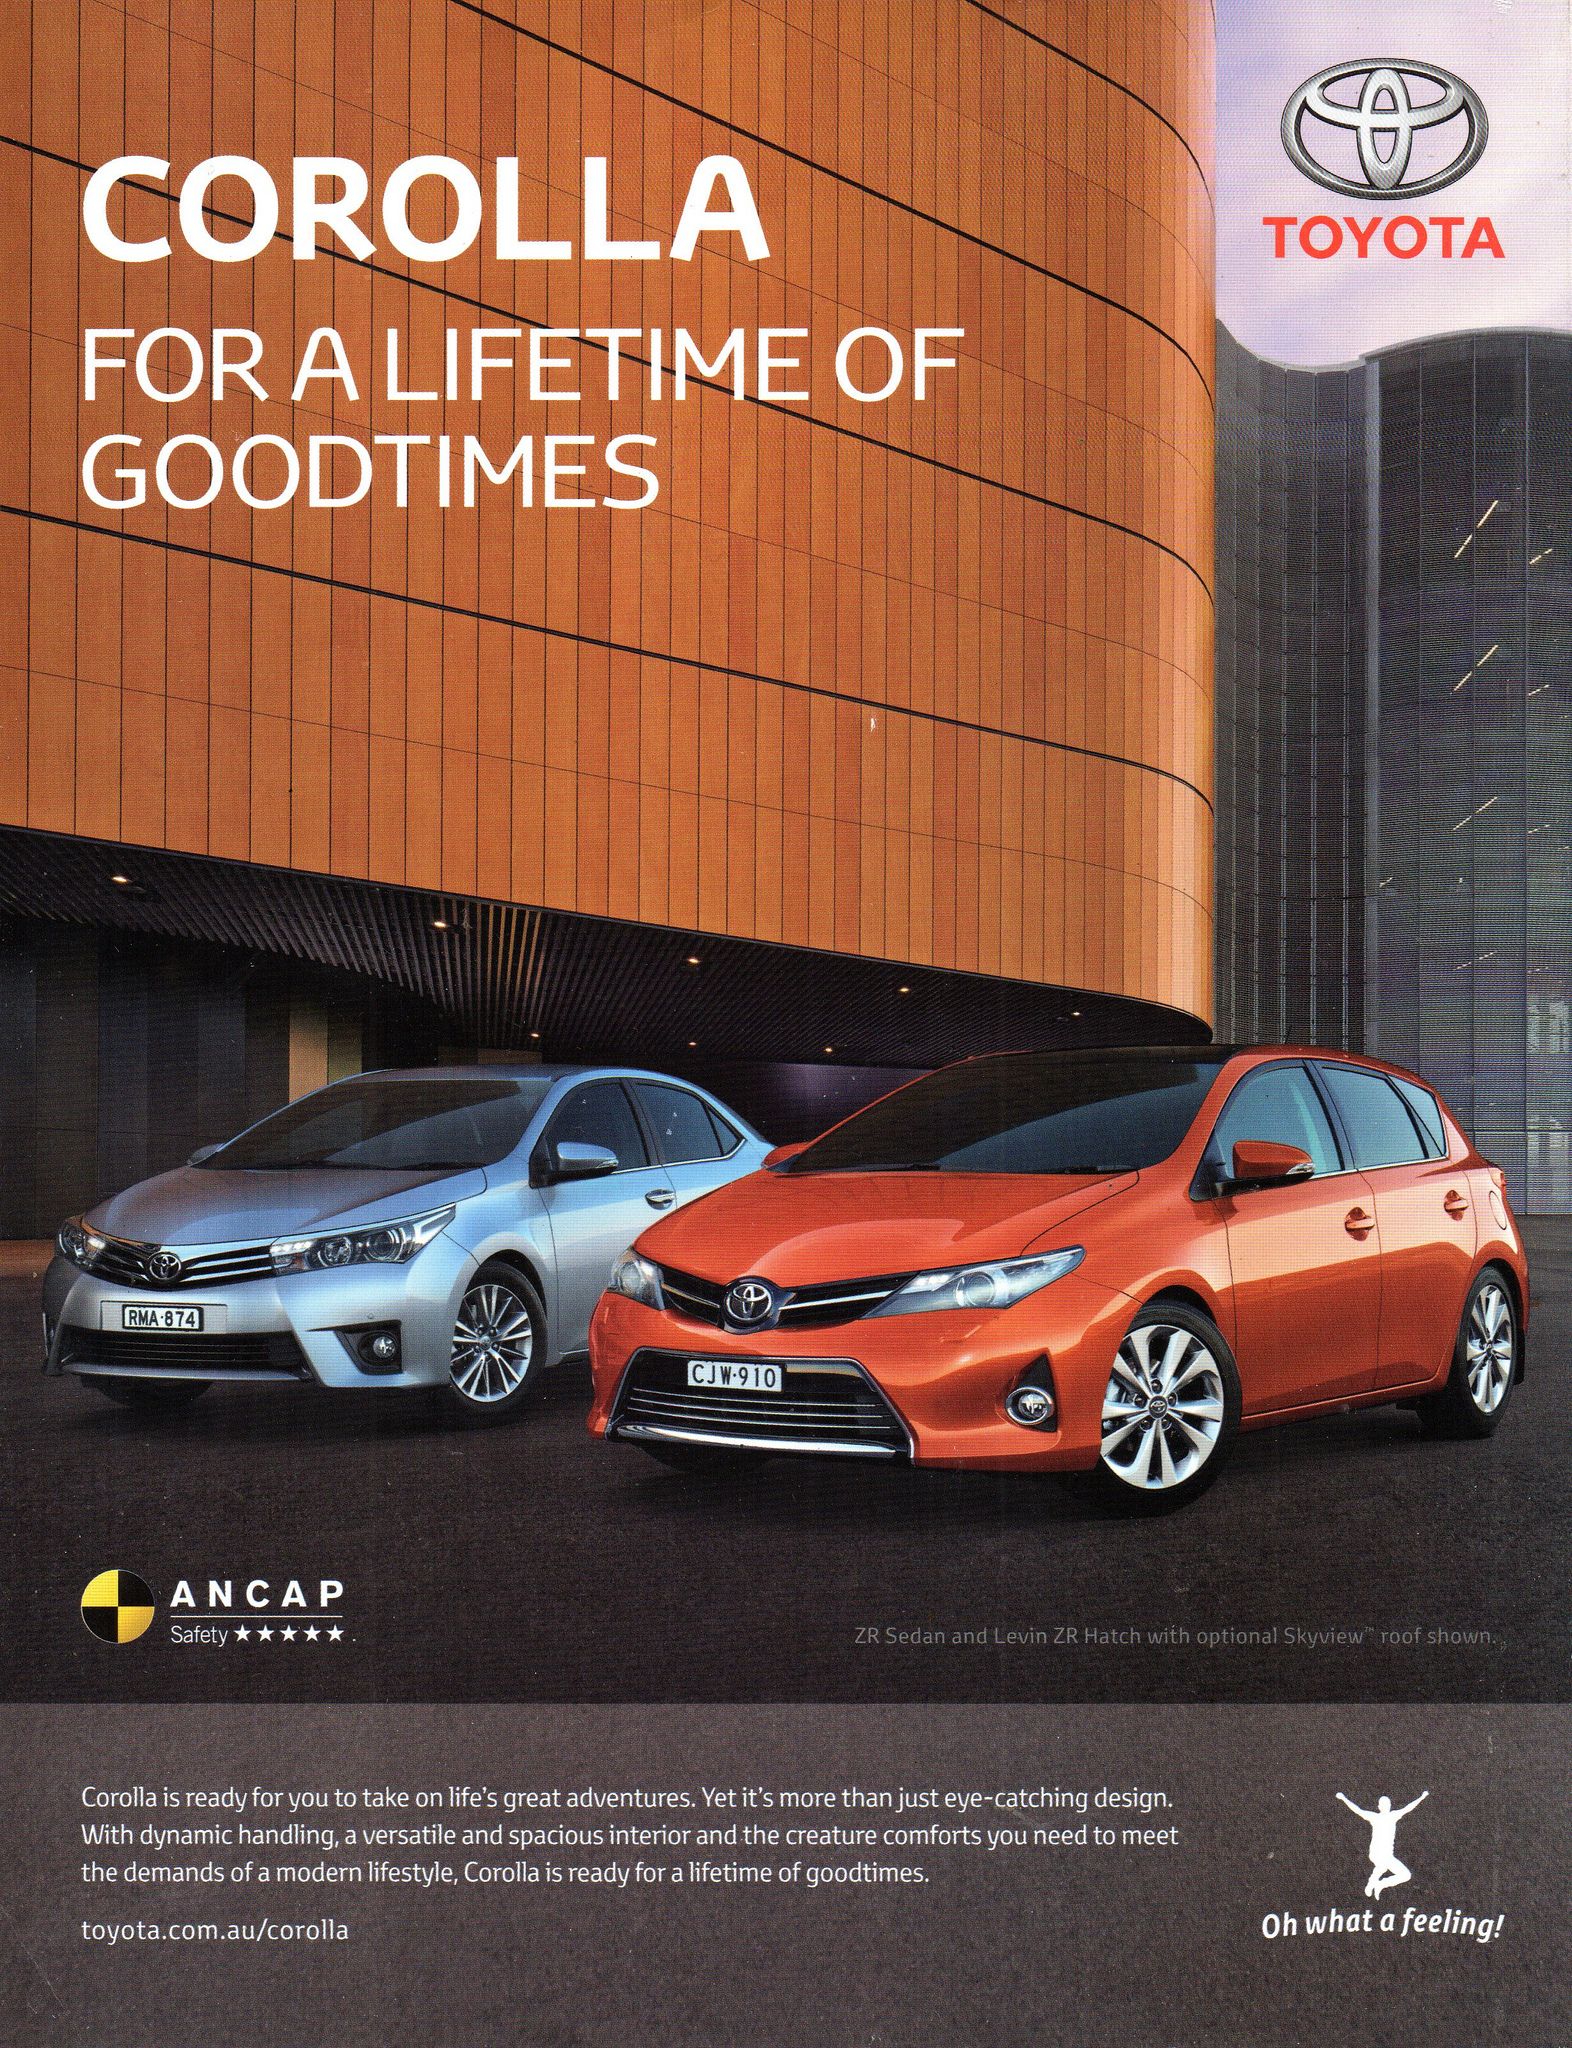 COROLLA
FOR A LIFETIME OF
GOODTIMES
TOYOTA
RMA·874
CJW·910
ANCAP
Safety ★★★★★.
ZR Sedan and Levin ZR Hatch with optional Skyview™ roof shown.
Corolla is ready for you to take on life's great adventures. Yet it's more than just eye-catching design.
With dynamic handling, a versatile and spacious interior and the creature comforts you need to meet
the demands of a modern lifestyle, Corolla is ready for a lifetime of goodtimes.
toyota.com.au/corolla
Oh what a feeling!